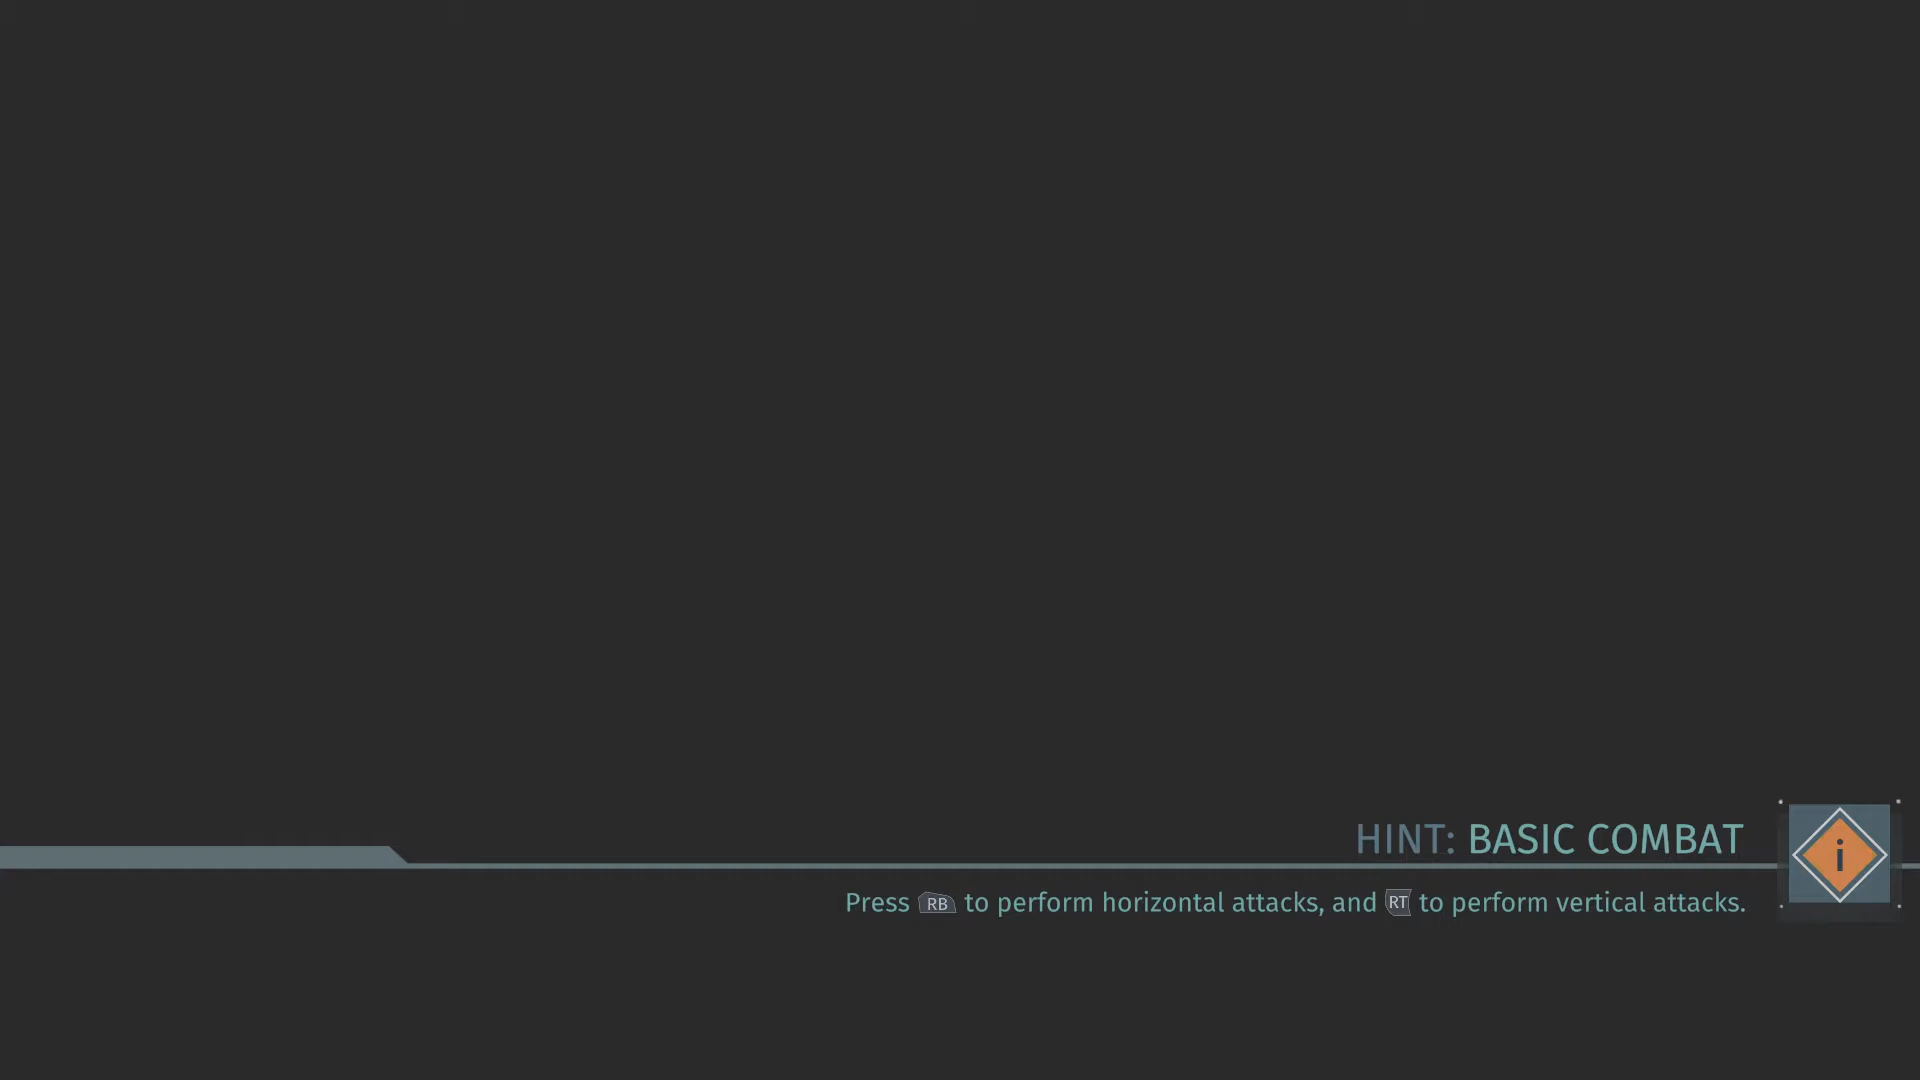 HINT: BASIC COMBAT
Press RB to perform horizontal attacks, and RT to perform vertical attacks.
i